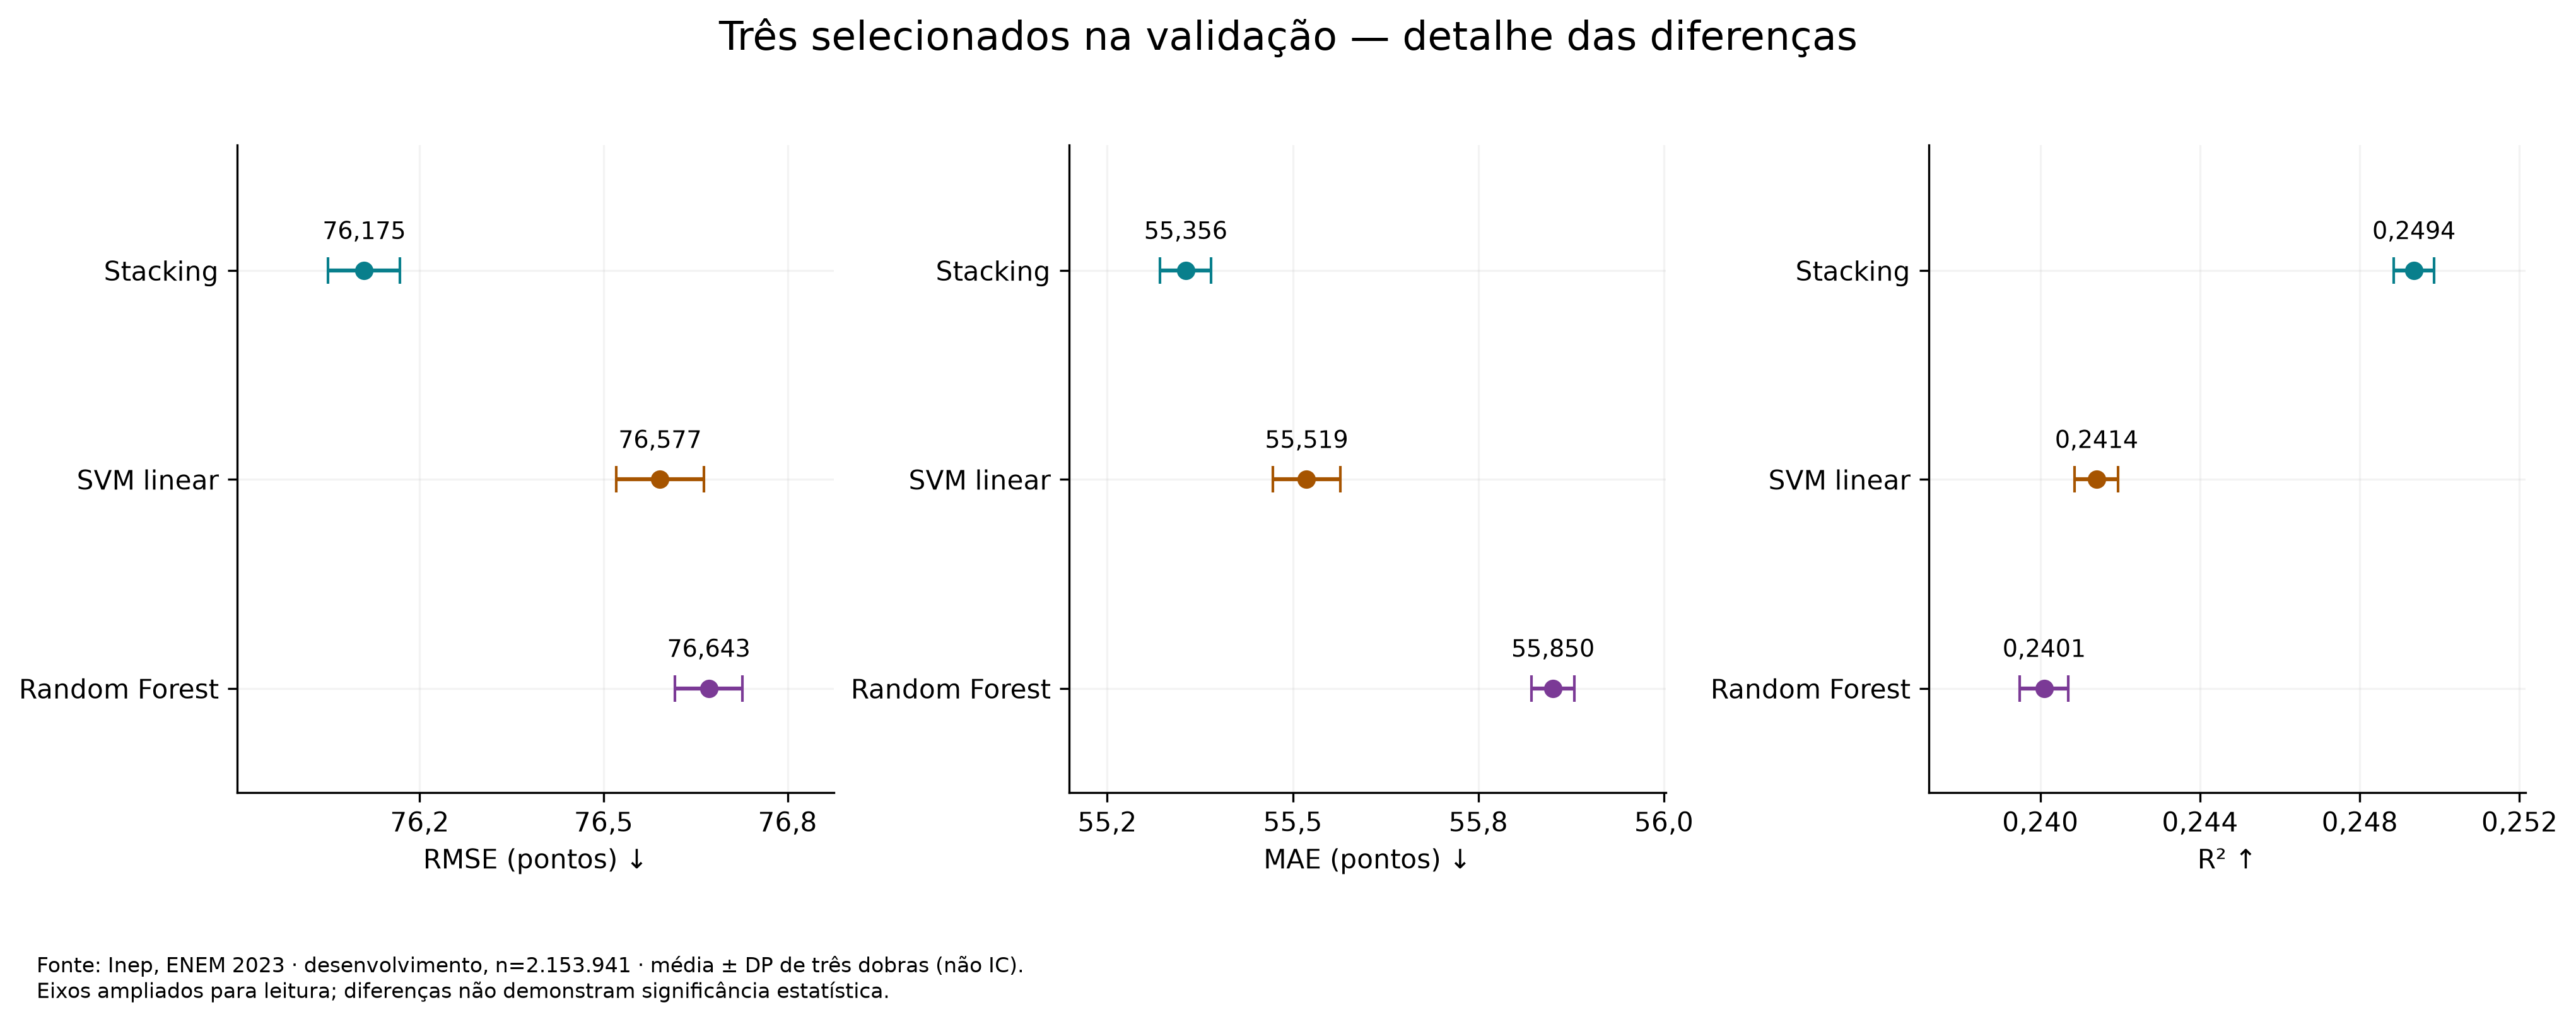 Três selecionados na validação — detalhe das diferenças
Stacking
SVM linear
Random Forest
76,175
76,577
76,643
76,2 76,5 76,8
RMSE (pontos) ↓
Stacking
SVM linear
Random Forest
55,356
55,519
55,850
55,2 55,5 55,8 56,0
MAE (pontos) ↓
Stacking
SVM linear
Random Forest
0,2494
0,2414
0,2401
0,240 0,244 0,248 0,252
R² ↑
Fonte: Inep, ENEM 2023 · desenvolvimento, n=2.153.941 · média ± DP de três dobras (não IC).
Eixos ampliados para leitura; diferenças não demonstram significância estatística.